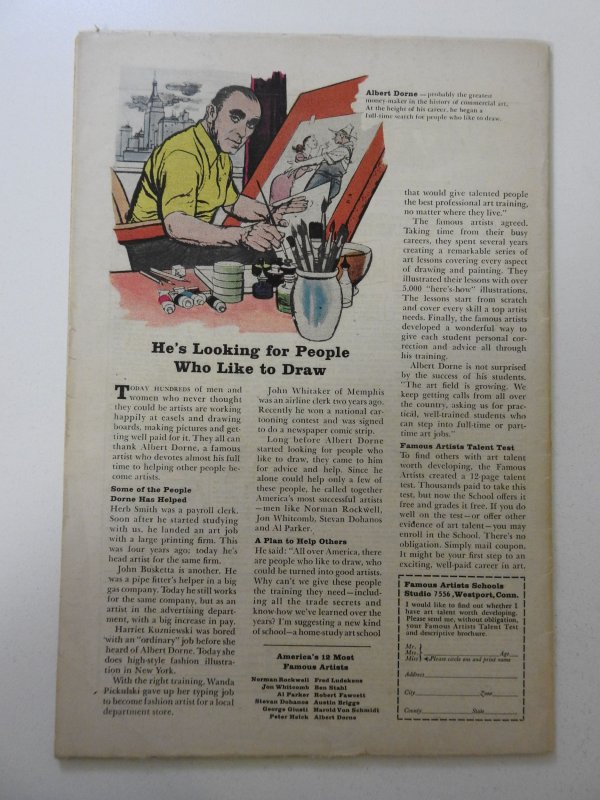 Albert Dorne — probably the greatest
money-maker in the history of commercial art.
At the height of his career, he began a
full-time search for people who like to draw.
He's Looking for People
Who Like to Draw
TODAY HUNDREDS of men and
women who never thought
they could be artists are working
happily at easels and drawing
boards, making pictures and get-
ting well paid for it. They all can
thank Albert Dorne, a famous
artist who devotes almost his full
time to helping other people be-
come artists.
Some of the People
Dorne Has Helped
Herb Smith was a payroll clerk.
Soon after he started studying
with us, he landed an art job
with a large printing firm. This
was four years ago; today he's
head artist for the same firm.
John Busketta is another. He
was a pipe fitter's helper in a big
gas company. Today he still works
for the same company, but as an
artist in the advertising depart-
ment, with a big increase in pay.
Harriet Kuzniewski was bored
with an "ordinary" job before she
heard of Albert Dorne. Today she
does high-style fashion illustra-
tion in New York.
With the right training, Wanda
Pickulski gave up her typing job
to become fashion artist for a local
department store.
John Whitaker of Memphis
was an airline clerk two years ago.
Recently he won a national car-
tooning contest and was signed
to do a newspaper comic strip.
Long before Albert Dorne
started looking for people who
like to draw, they came to him
for advice and help. Since he
alone could help only a few of
these people, he called together
America's most successful artists
—men like Norman Rockwell,
Jon Whitcomb, Stevan Dohanos
and Al Parker.
A Plan to Help Others
He said: "All over America, there
are people who like to draw, who
could be turned into good artists.
Why can't we give these people
the training they need—includ-
ing all the trade secrets and
know-how we've learned over the
years? I'm suggesting a new kind
of school—a home-study art school
America's 12 Most
Famous Artists
Norman Rockwell Fred Ludekens
Jon Whitcomb Ben Stahl
Al Parker Robert Fawcett
Stevan Dohanos Austin Briggs
George Giusti Harold Von Schmidt
Peter Helck Albert Dorne
that would give talented people
the best professional art training,
no matter where they live."
The famous artists agreed.
Taking time from their busy
careers, they spent several years
creating a remarkable series of
art lessons covering every aspect
of drawing and painting. They
illustrated their lessons with over
5,000 "here's-how" illustrations.
The lessons start from scratch
and cover every skill a top artist
needs. Finally, the famous artists
developed a wonderful way to
give each student personal cor-
rection and advice all through
his training.
Albert Dorne is not surprised
by the success of his students.
"The art field is growing. We
keep getting calls from all over
the country, asking us for prac-
tical, well-trained students who
can step into full-time or part-
time art jobs."
Famous Artists Talent Test
To find others with art talent
worth developing, the Famous
Artists created a 12-page talent
test. Thousands paid to take this
test, but now the School offers it
free and grades it free. If you do
well on the test—or offer other
evidence of art talent—you may
enroll in the School. There's no
obligation. Simply mail coupon.
It might be your first step to an
exciting, well-paid career in art.
Famous Artists Schools
Studio 7556, Westport, Conn.
I would like to find out whether I
have art talent worth developing.
Please send me, without obligation,
your Famous Artists Talent Test
and descriptive brochure.
Mr.
Mrs. Age
Miss Please circle one and print name
Address
City Zone
County State